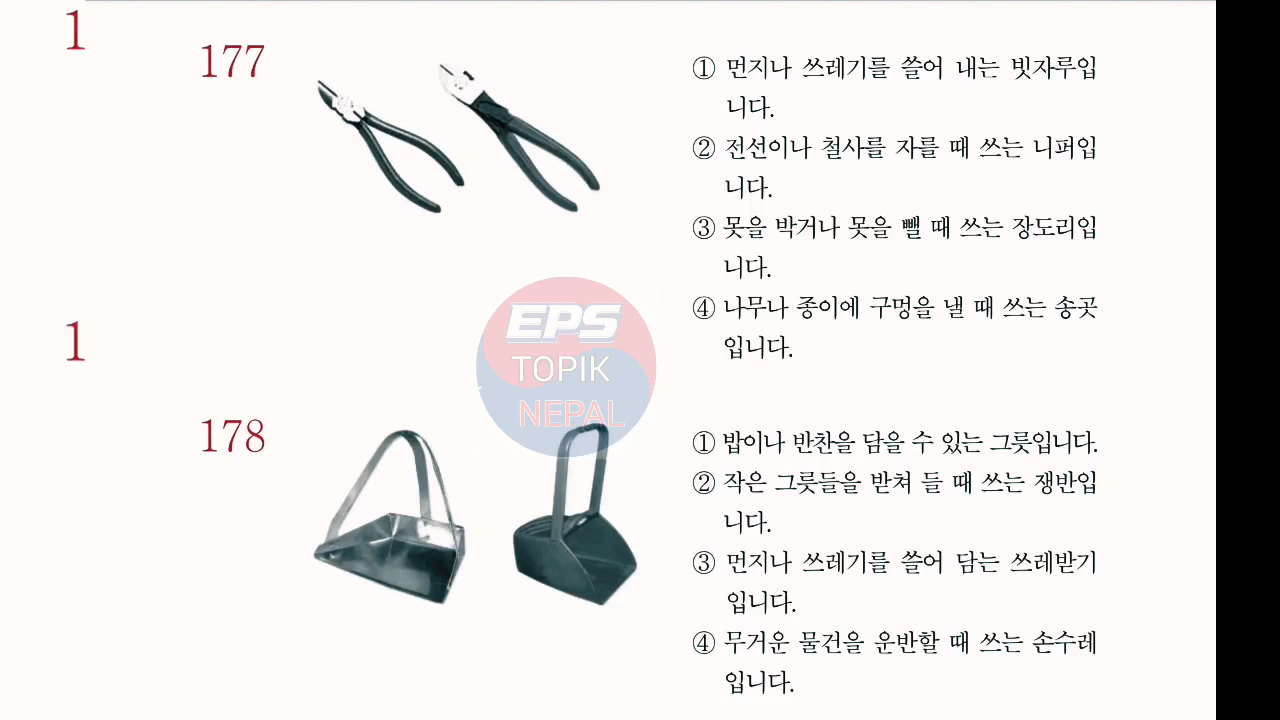 1
177
① 먼지나 쓰레기를 쓸어 내는 빗자루입
니다.
② 전선이나 철사를 자를 때 쓰는 니퍼입
니다.
③ 못을 박거나 못을 뺄 때 쓰는 장도리입
니다.
④ 나무나 종이에 구멍을 낼 때 쓰는 송곳
입니다.
EPS
TOPIK
NEPAL
1
178
① 밥이나 반찬을 담을 수 있는 그릇입니다.
② 작은 그릇들을 받쳐 들 때 쓰는 쟁반입
니다.
③ 먼지나 쓰레기를 쓸어 담는 쓰레받기
입니다.
④ 무거운 물건을 운반할 때 쓰는 손수레
입니다.